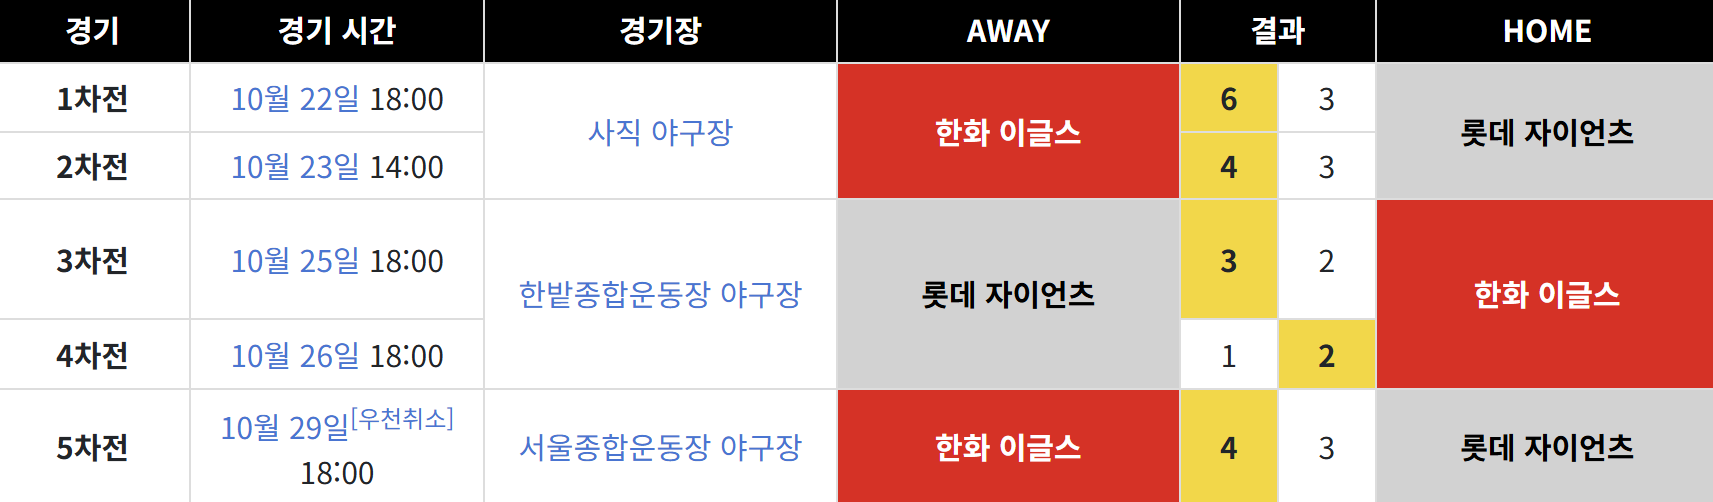 경기 경기 시간 경기장 AWAY 결과 HOME
1차전 10월 22일 18:00 사직 야구장 한화 이글스 6 3 롯데 자이언츠
2차전 10월 23일 14:00 4 3
3차전 10월 25일 18:00 한밭종합운동장 야구장 롯데 자이언츠 3 2 한화 이글스
4차전 10월 26일 18:00 1 2
5차전 10월 29일[우천취소] 서울종합운동장 야구장 한화 이글스 4 3 롯데 자이언츠
18:00